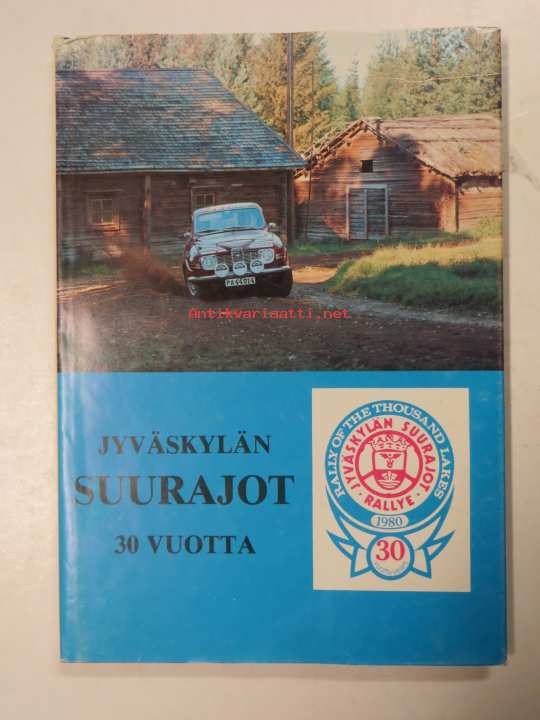 Antikvariaatti.net
JYVÄSKYLÄN
SUURAJOT
30 VUOTTA
RALLY OF THE THOUSAND LAKES
JYVÄSKYLÄN SUURAJOT
· RALLYE ·
1980
30